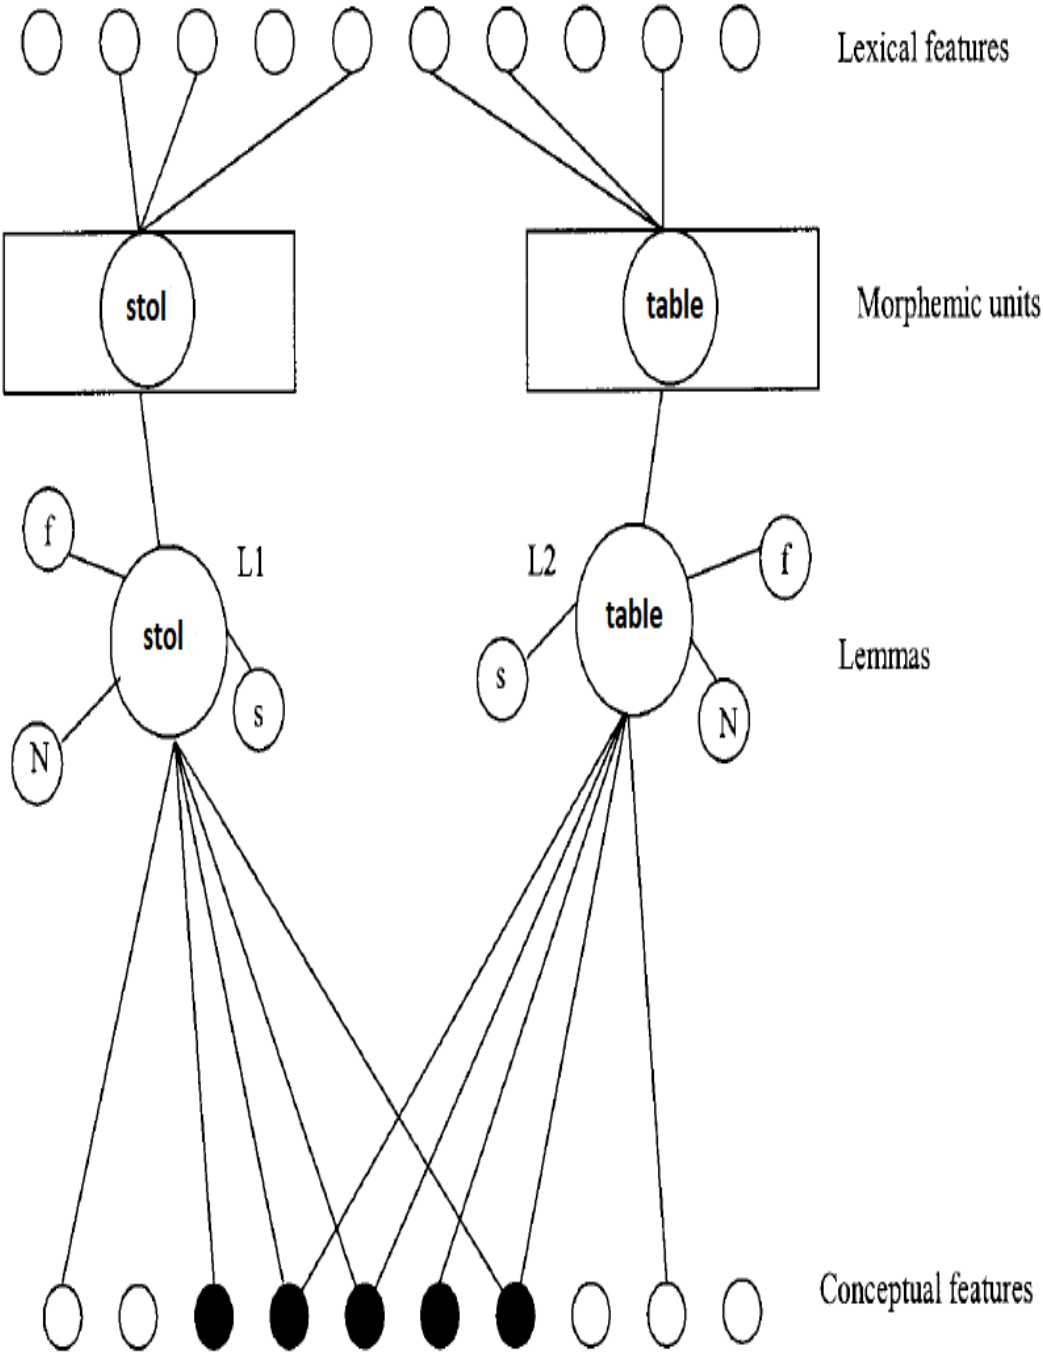 Lexical features
stol
table
Morphemic units
f
L1
L2
f
stol
table
Lemmas
s
s
N
N
Conceptual features